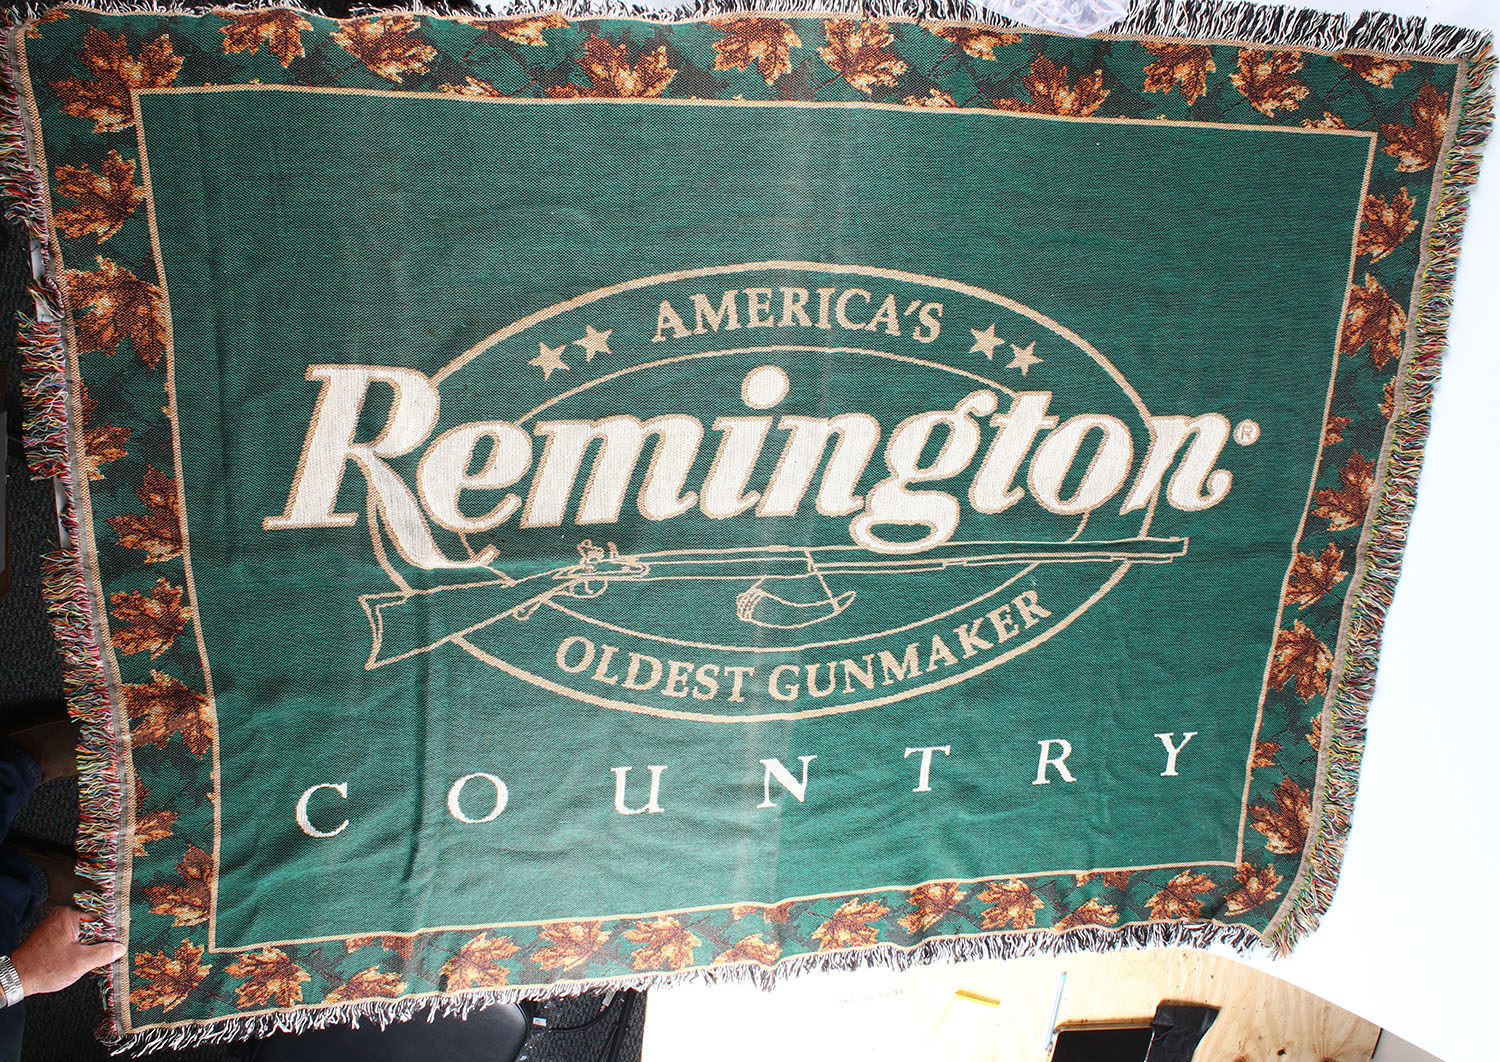 AMERICA'S
Remington®
OLDEST GUNMAKER
COUNTRY